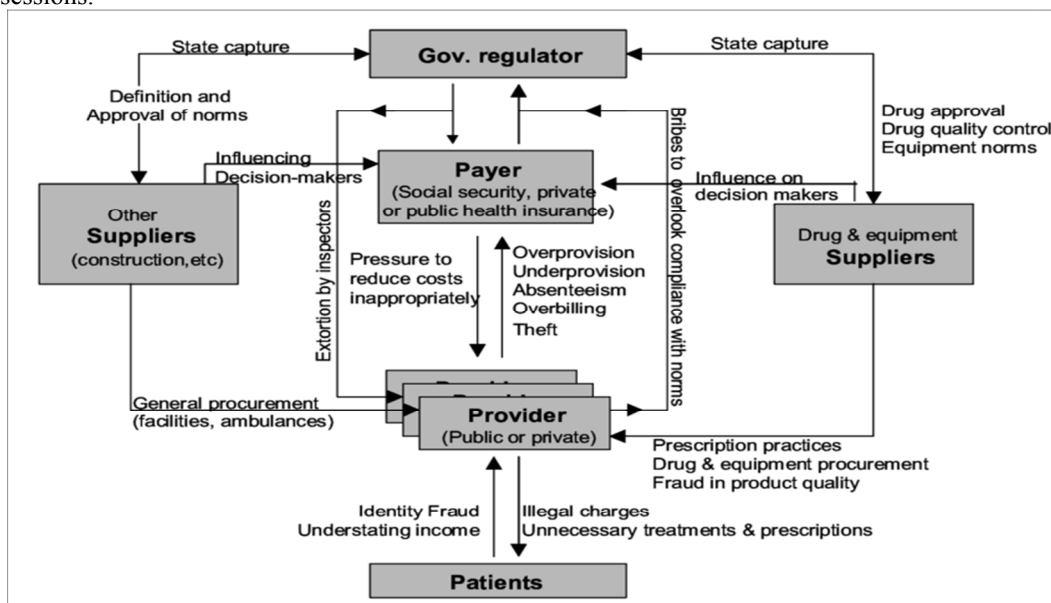 sessions.
State capture
Gov. regulator
State capture
Definition and
Approval of norms
Drug approval
Drug quality control
Equipment norms
Influencing
Decision-makers
Payer
(Social security, private
or public health insurance)
Influence on
decision makers
Other
Suppliers
(construction,etc)
Drug & equipment
Suppliers
Extortion by inspectors
Pressure to
reduce costs
inappropriately
Overprovision
Underprovision
Absenteeism
Overbilling
Theft
Bribes to overlook compliance with norms
General procurement
(facilities, ambulances)
Provider
(Public or private)
Prescription practices
Drug & equipment procurement
Fraud in product quality
Identity Fraud
Understating income
Illegal charges
Unnecessary treatments & prescriptions
Patients